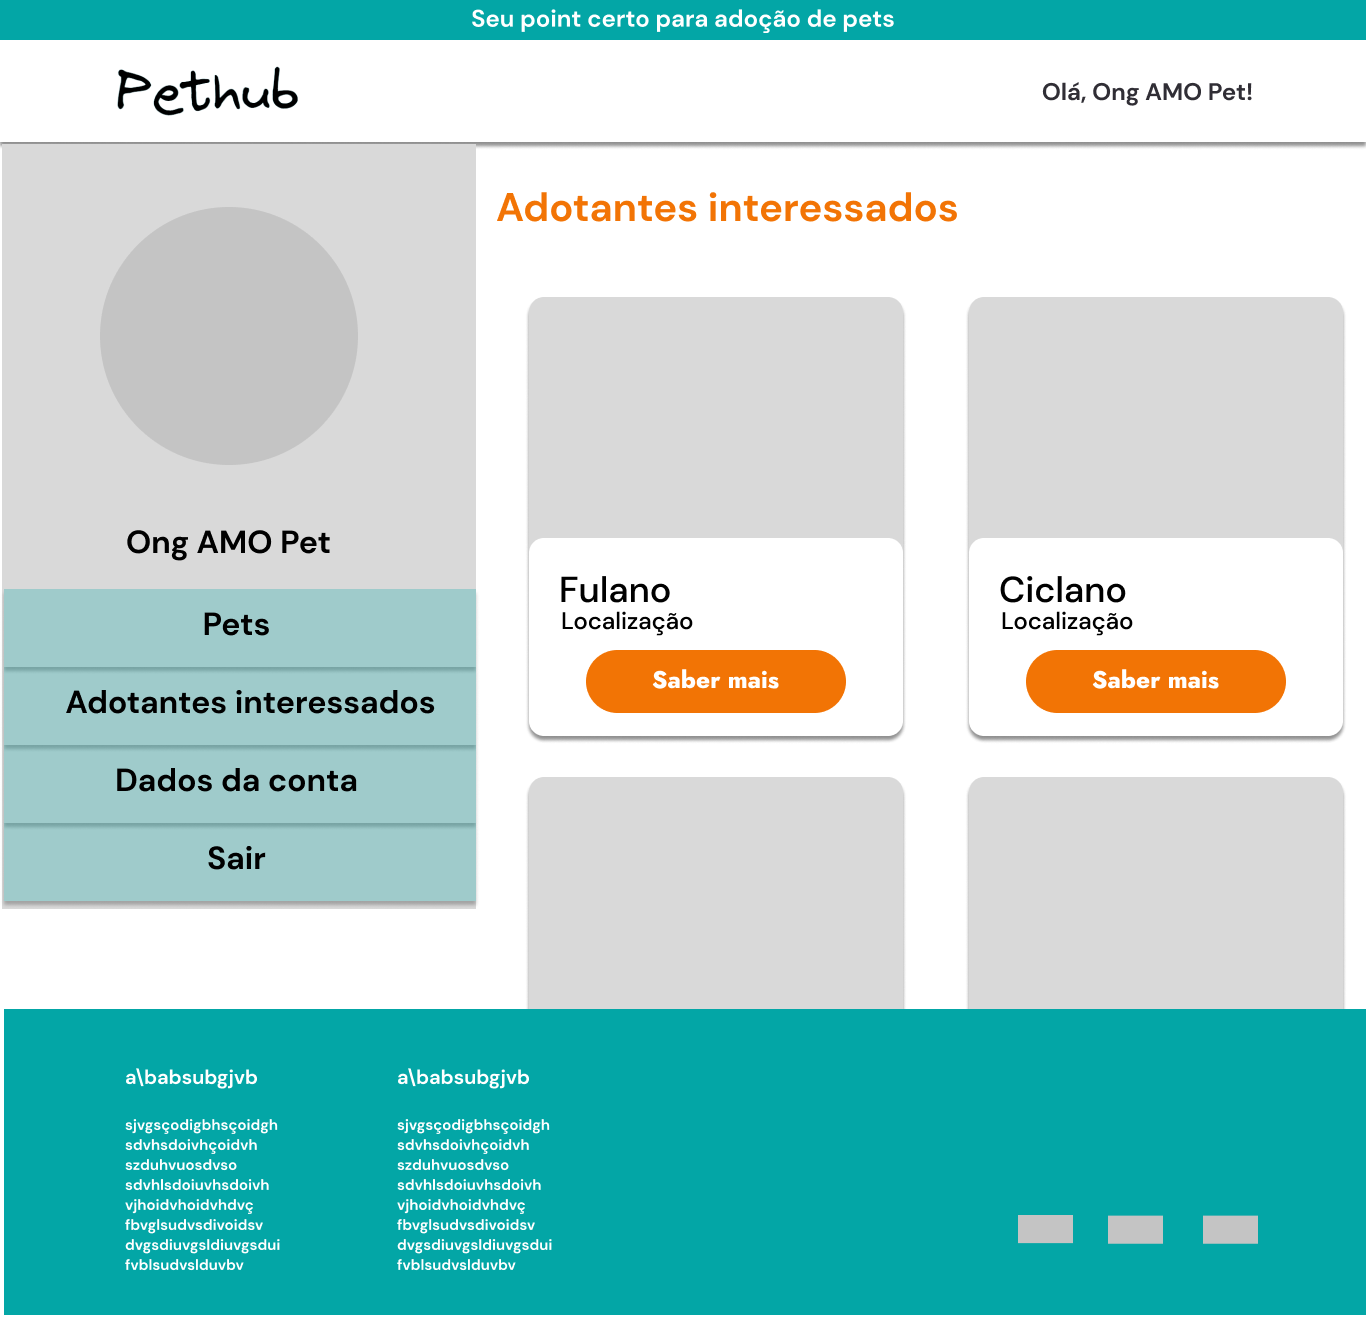 Seu point certo para adoção de pets
Pethub
Olá, Ong AMO Pet!
Ong AMO Pet
Pets
Adotantes interessados
Dados da conta
Sair
Adotantes interessados
Fulano
Localização
Saber mais
Ciclano
Localização
Saber mais
a\babsubgjvb
sjvgsçodigbhsçoidgh
sdvhsdoivhçoidvh
szduhvuosdvso
sdvhlsdoiuvhsdoivh
vjhoidvhoidvhdvç
fbvglsudvsdivoidsv
dvgsdiuvgsldiuvgsdui
fvblsudvslduvbv
a\babsubgjvb
sjvgsçodigbhsçoidgh
sdvhsdoivhçoidvh
szduhvuosdvso
sdvhlsdoiuvhsdoivh
vjhoidvhoidvhdvç
fbvglsudvsdivoidsv
dvgsdiuvgsldiuvgsdui
fvblsudvslduvbv